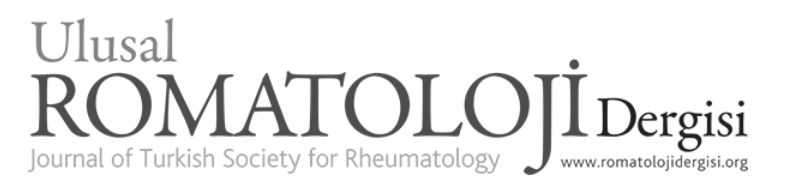 Ulusal
ROMATOLOJİ Dergisi
Journal of Turkish Society for Rheumatology www.romatolojidergisi.org